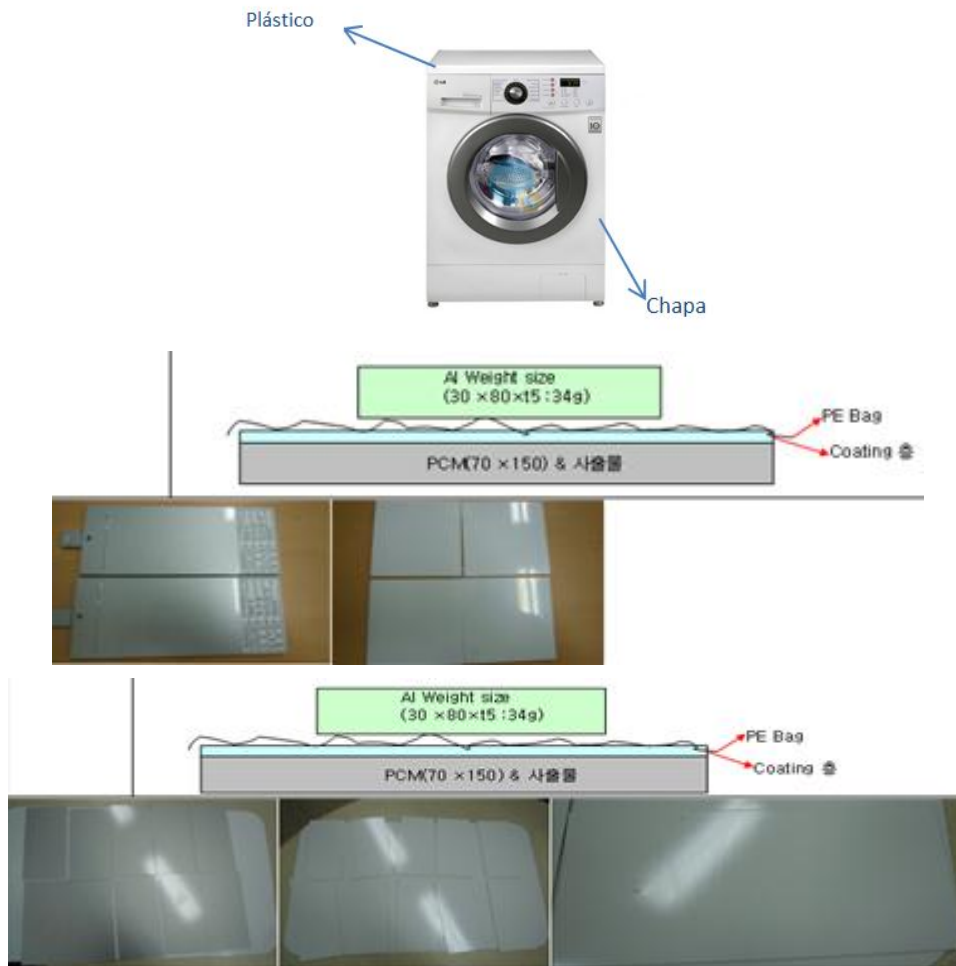 Plástico
LG
Chapa
Al Weight size
(30 ×80×t5 :34g)
PE Bag
Coating 층
PCM(70 ×150) & 사출물
Al Weight size
(30 ×80×t5 :34g)
PE Bag
Coating 층
PCM(70 ×150) & 사출물